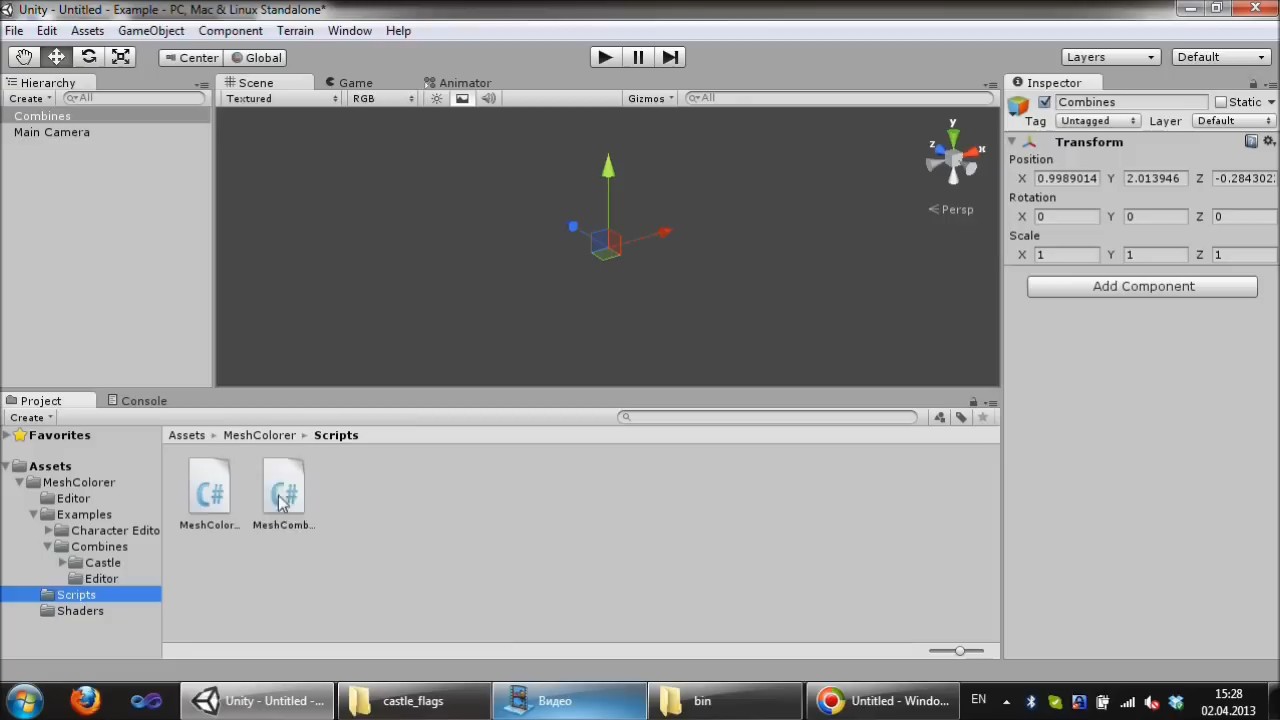 Unity - Untitled - Example - PC, Mac & Linux Standalone*
File Edit Assets GameObject Component Terrain Window Help
Center Global Layers Default
Hierarchy Scene Game Animator Inspector
Create All Textured RGB Gizmos All Combines Static
Combines
Main Camera
Tag Untagged Layer Default
Transform
Position
X 0.9989014 Y 2.013946 Z -0.284302
Rotation
X 0 Y 0 Z 0
Scale
X 1 Y 1 Z 1
Add Component
y
z x
Persp
Project Console
Create
Favorites
Assets
MeshColorer
Editor
Examples
Character Edito
Combines
Castle
Editor
Scripts
Shaders
Assets MeshColorer Scripts
C# C#
MeshColor... MeshComb...
Unity - Untitled -... castle_flags Видео bin Untitled - Windo... EN 15:28
02.04.2013